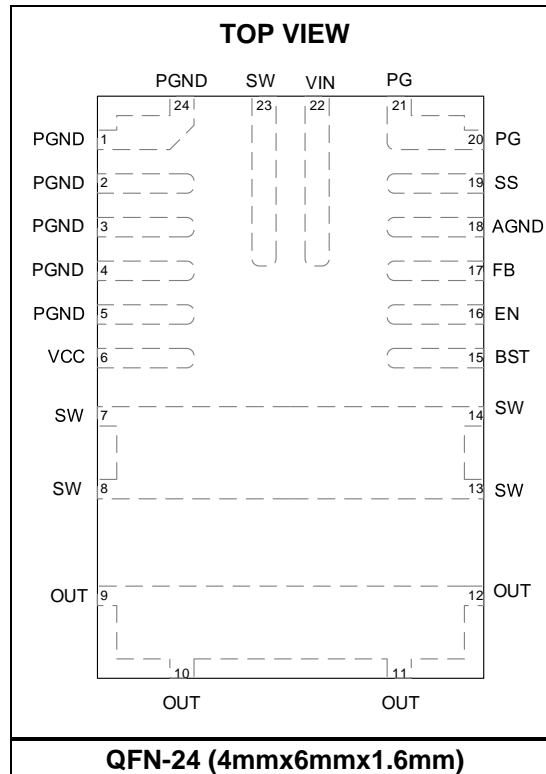 TOP VIEW
PGND SW VIN PG
24 23 22 21
PGND 1 20 PG
PGND 2 19 SS
PGND 3 18 AGND
PGND 4 17 FB
PGND 5 16 EN
VCC 6 15 BST
SW 7 14 SW
SW 8 13 SW
OUT 9 12 OUT
10 11
OUT OUT
QFN-24 (4mmx6mmx1.6mm)